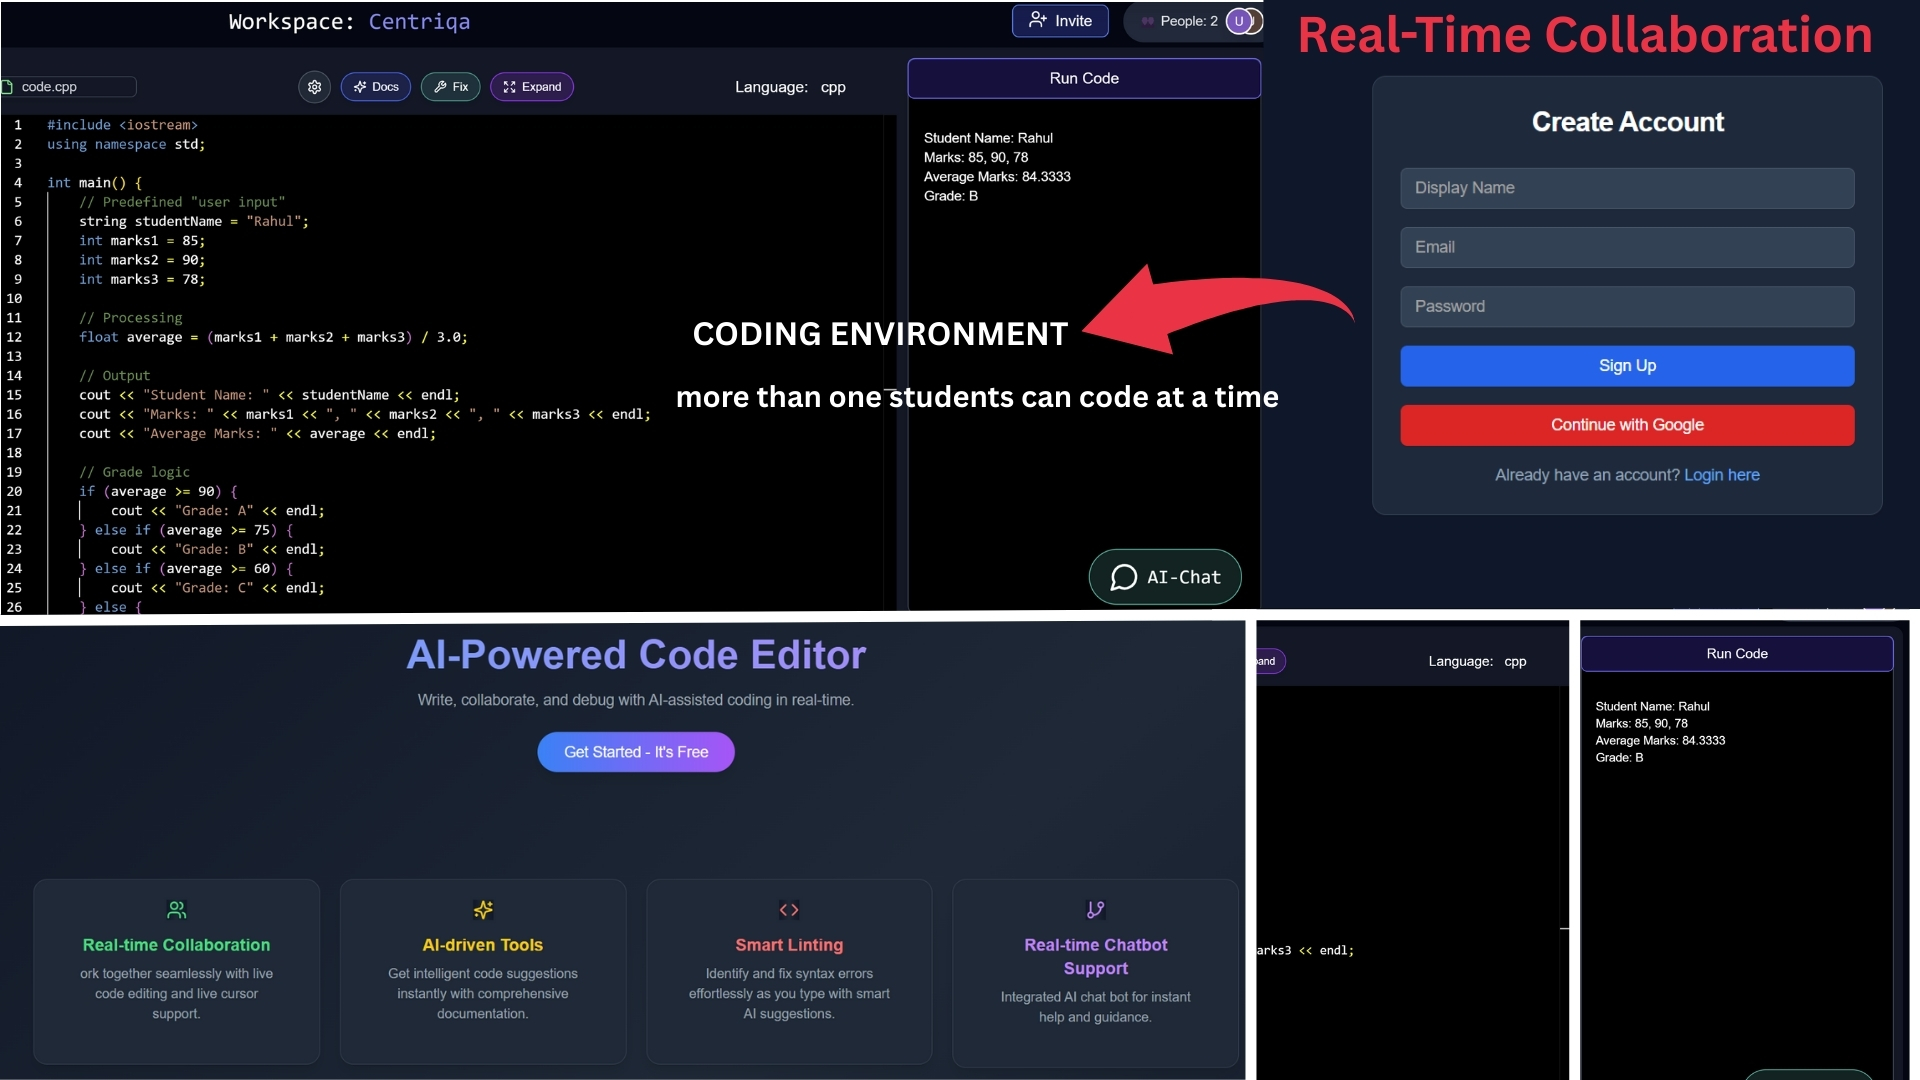 Workspace: Centriqa
Invite
People: 2
U
Real-Time Collaboration
code.cpp
Docs
Fix
Expand
Language: cpp
Run Code
1 #include <iostream>
2 using namespace std;
3
4 int main() {
5 // Predefined "user input"
6 string studentName = "Rahul";
7 int marks1 = 85;
8 int marks2 = 90;
9 int marks3 = 78;
10
11 // Processing
12 float average = (marks1 + marks2 + marks3) / 3.0;
13
14 // Output
15 cout << "Student Name: " << studentName << endl;
16 cout << "Marks: " << marks1 << ", " << marks2 << ", " << marks3 << endl;
17 cout << "Average Marks: " << average << endl;
18
19 // Grade logic
20 if (average >= 90) {
21 cout << "Grade: A" << endl;
22 } else if (average >= 75) {
23 cout << "Grade: B" << endl;
24 } else if (average >= 60) {
25 cout << "Grade: C" << endl;
26 } else {
Student Name: Rahul
Marks: 85, 90, 78
Average Marks: 84.3333
Grade: B
CODING ENVIRONMENT
more than one students can code at a time
AI-Chat
Create Account
Display Name
Email
Password
Sign Up
Continue with Google
Already have an account? Login here
AI-Powered Code Editor
Write, collaborate, and debug with AI-assisted coding in real-time.
Get Started - It's Free
Real-time Collaboration
ork together seamlessly with live
code editing and live cursor
support.
AI-driven Tools
Get intelligent code suggestions
instantly with comprehensive
documentation.
Smart Linting
Identify and fix syntax errors
effortlessly as you type with smart
AI suggestions.
Real-time Chatbot
Support
Integrated AI chat bot for instant
help and guidance.
and
Language: cpp
arks3 << endl;
Run Code
Student Name: Rahul
Marks: 85, 90, 78
Average Marks: 84.3333
Grade: B